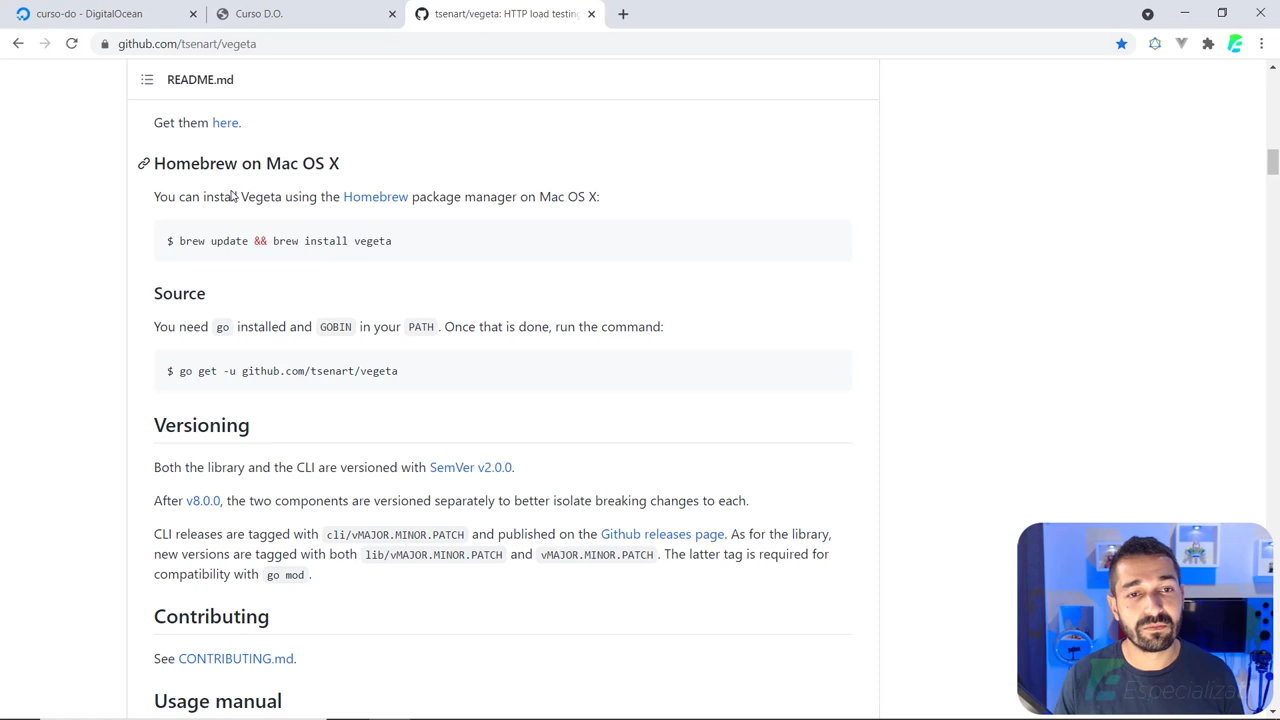 curso-do - DigitalOcean
Curso D.O.
tsenart/vegeta: HTTP load testing
github.com/tsenart/vegeta
README.md
Get them here.
Homebrew on Mac OS X
You can install Vegeta using the Homebrew package manager on Mac OS X:
$ brew update && brew install vegeta
Source
You need go installed and GOBIN in your PATH. Once that is done, run the command:
$ go get -u github.com/tsenart/vegeta
Versioning
Both the library and the CLI are versioned with SemVer v2.0.0.
After v8.0.0, the two components are versioned separately to better isolate breaking changes to each.
CLI releases are tagged with cli/vMAJOR.MINOR.PATCH and published on the Github releases page. As for the library,
new versions are tagged with both lib/vMAJOR.MINOR.PATCH and vMAJOR.MINOR.PATCH. The latter tag is required for
compatibility with go mod.
Contributing
See CONTRIBUTING.md.
Usage manual
Especializa